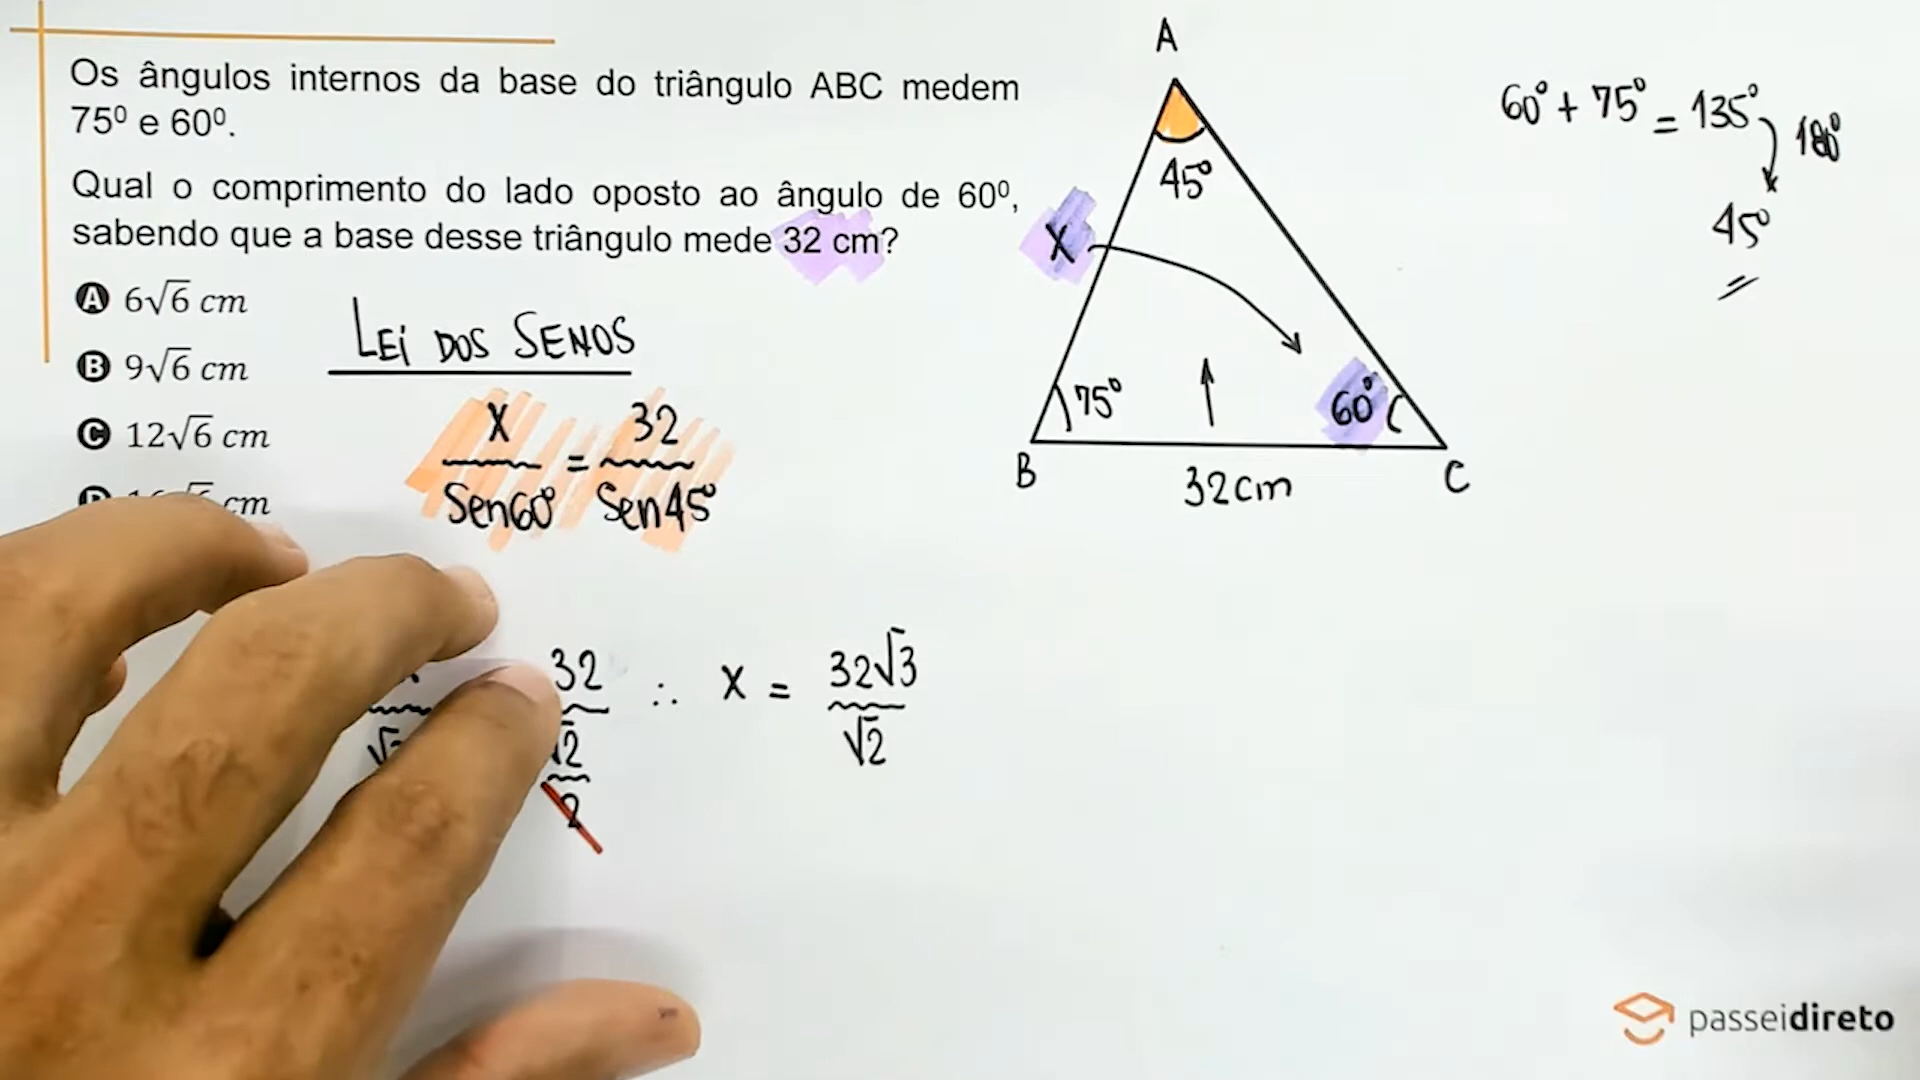 Os ângulos internos da base do triângulo ABC medem
75⁰ e 60⁰.
Qual o comprimento do lado oposto ao ângulo de 60⁰,
sabendo que a base desse triângulo mede 32 cm?
A 6√6 cm
B 9√6 cm
C 12√6 cm
cm
LEi DOS SENOS
X/Sen60° = 32/Sen45°
32/(√2/2) ∴ X = 32√3/√2
A
45°
X
75°
60°
B
32cm
C
60° + 75° = 135°
180°
45°
passeidireto